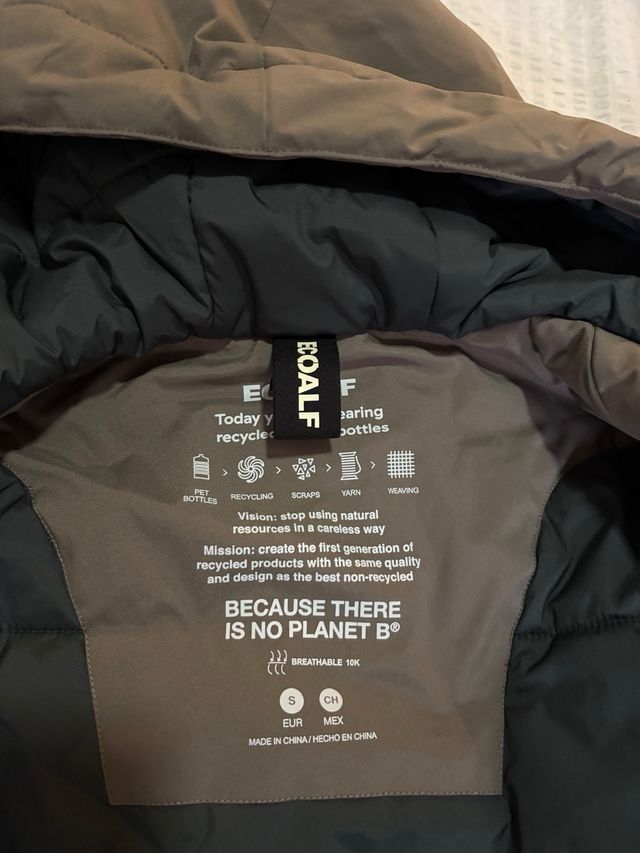 ECOALF
Today earing
recycle bottles
PET BOTTLES > RECYCLING > SCRAPS > YARN > WEAVING
Vision: stop using natural
resources in a careless way
Mission: create the first generation of
recycled products with the same quality
and design as the best non-recycled
BECAUSE THERE
IS NO PLANET B®
BREATHABLE 10K
S CH
EUR MEX
MADE IN CHINA / HECHO EN CHINA